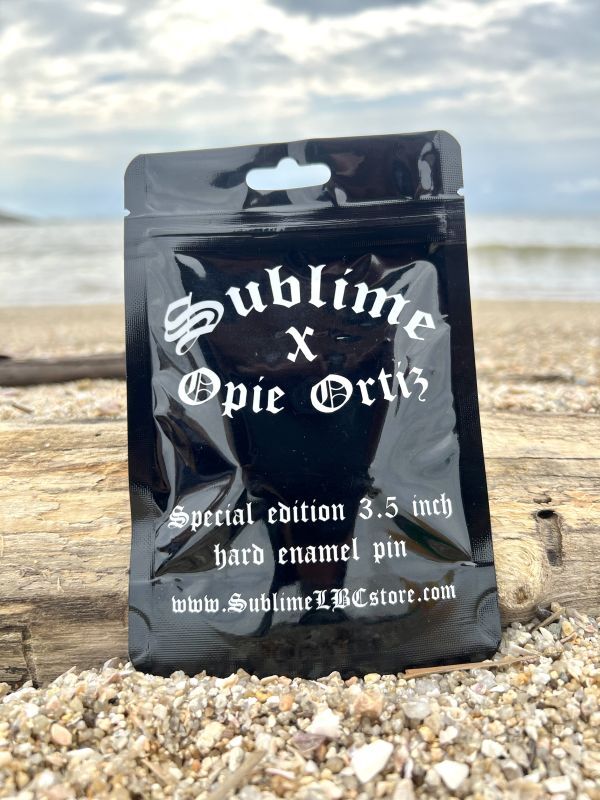 Sublime
X
Opie Ortiz
Special edition 3.5 inch
hard enamel pin
www.SublimeLBCstore.com